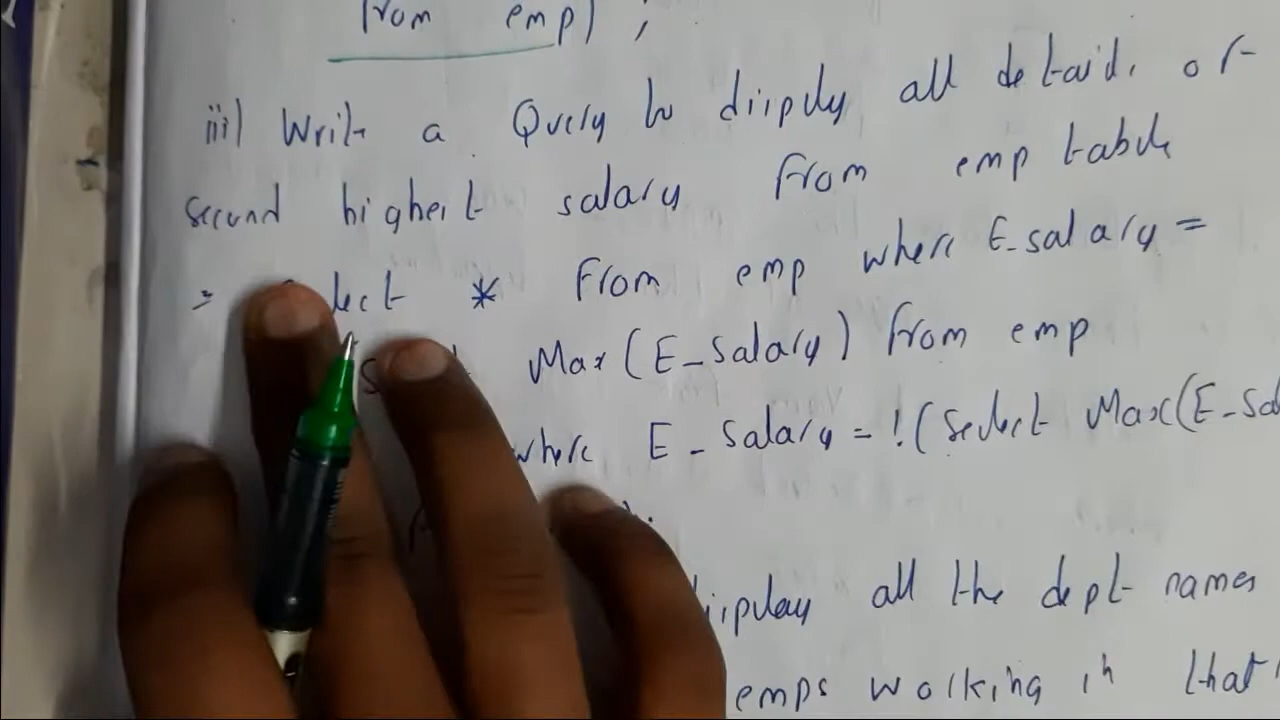 from emp) ;
iii) Write a Query to display all details of
second highest salary from emp table
> select * from emp where E_salary =
Max (E_Salary) from emp
where E_Salary = ! (Select Max(E_Sal
display all the dept names
emps working in that